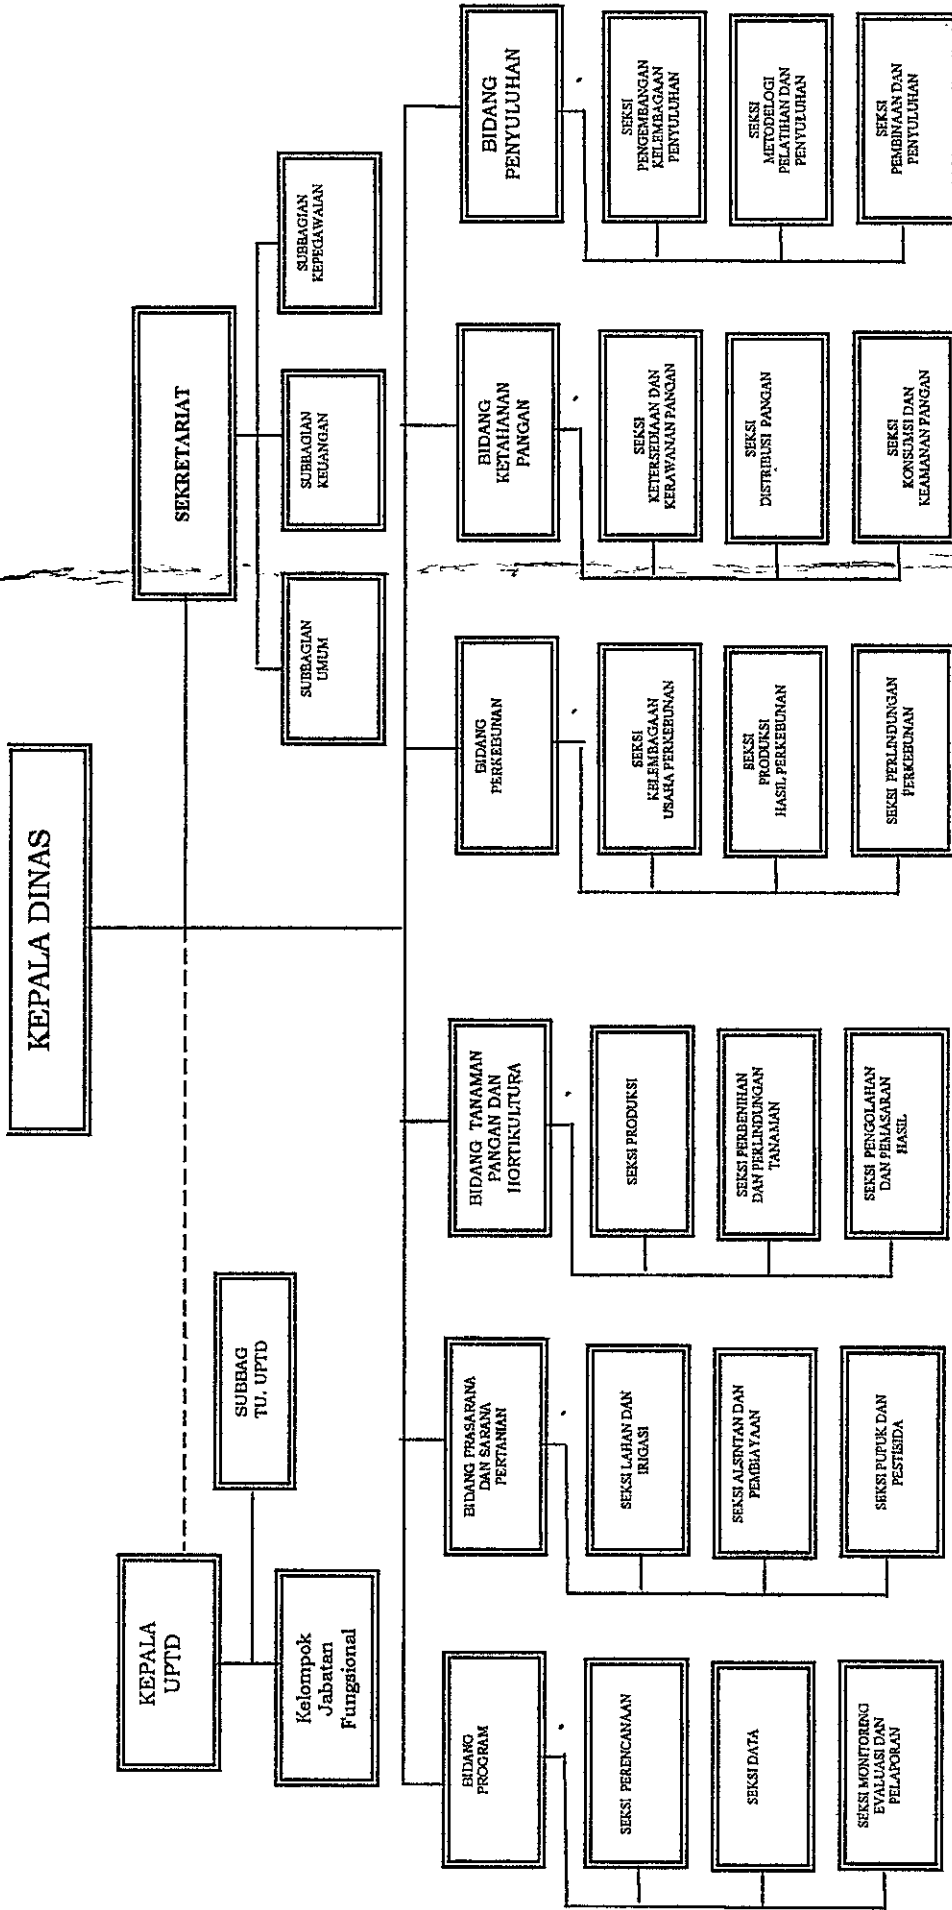 KEPALA DINAS
KEPALA
UPTD
SEKRETARIAT
SUBBAG
TU. UPTD
Kelompok
Jabatan
Fungsional
SUBBAGIAN
UMUM
SUBBAGIAN
KEUANGAN
SUBBAGIAN
KEPEGAWAIAN
BIDANG
PROGRAM
SEKSI PERENCANAAN
SEKSI DATA
SEKSI MONITORING
EVALUASI DAN
PELAPORAN
BIDANG PRASARANA
DAN SARANA
PERTANIAN
SEKSI LAHAN DAN
IRIGASI
SEKSI ALSINTAN DAN
PEMBIAYAAN
SEKSI PUPUK DAN
PESTISIDA
BIDANG TANAMAN
PANGAN DAN
HORTIKULTURA
SEKSI PRODUKSI
SEKSI PERBENIHAN
DAN PERLINDUNGAN
TANAMAN
SEKSI PENGOLAHAN
DAN PEMASARAN
HASIL
BIDANG
PERKEBUNAN
SEKSI
KELEMBAGAAN
USAHA PERKEBUNAN
SEKSI
PRODUKSI
HASIL PERKEBUNAN
SEKSI PERLINDUNGAN
PERKEBUNAN
BIDANG
KETAHANAN
PANGAN
SEKSI
KETERSEDIAAN DAN
KERAWANAN PANGAN
SEKSI
DISTRIBUSI PANGAN
SEKSI
KONSUMSI DAN
KEAMANAN PANGAN
BIDANG
PENYULUHAN
SEKSI
PENGEMBANGAN
KELEMBAGAAN
PENYULUHAN
SEKSI
METODELOGI
PELATIHAN DAN
PENYULUHAN
SEKSI
PEMBINAAN DAN
PENYULUHAN